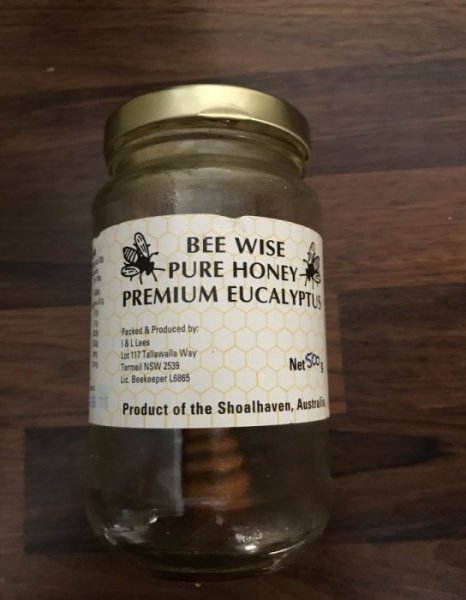 BEE WISE
PURE HONEY
PREMIUM EUCALYPTUS
Packed & Produced by:
I & L Lees
Lot 117 Tallawalla Way
Termeil NSW 2539
Lic. Beekeeper L6865
Net 500 g
Product of the Shoalhaven, Australia